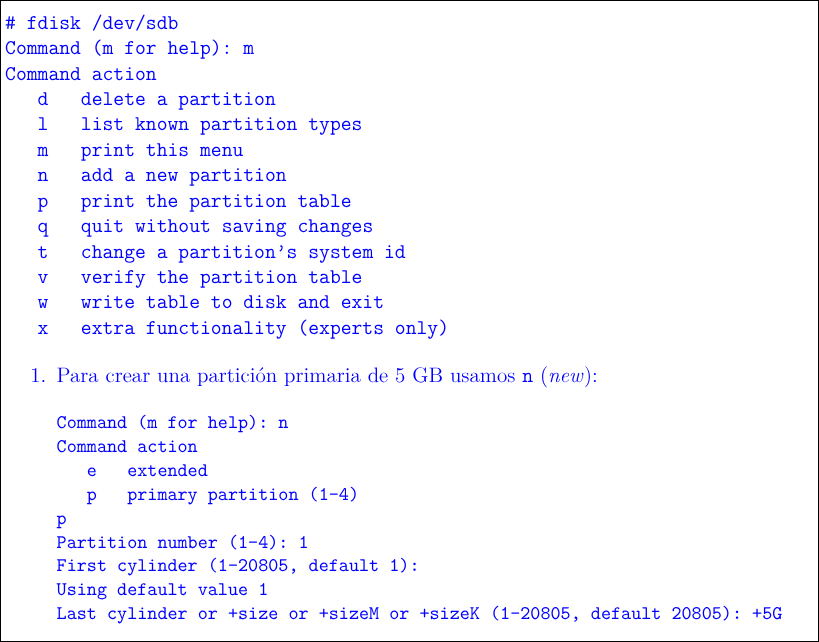 # fdisk /dev/sdb
Command (m for help): m
Command action
d   delete a partition
l   list known partition types
m   print this menu
n   add a new partition
p   print the partition table
q   quit without saving changes
t   change a partition's system id
v   verify the partition table
w   write table to disk and exit
x   extra functionality (experts only)
1. Para crear una partición primaria de 5 GB usamos n (new):
Command (m for help): n
Command action
e   extended
p   primary partition (1-4)
p
Partition number (1-4): 1
First cylinder (1-20805, default 1):
Using default value 1
Last cylinder or +size or +sizeM or +sizeK (1-20805, default 20805): +5G